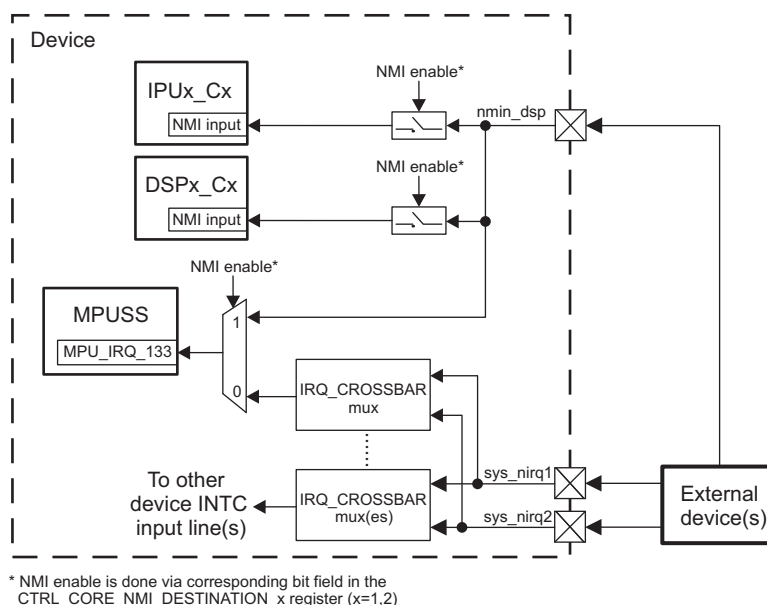 Device
IPUx_Cx
NMI input
NMI enable*
nmin_dsp
DSPx_Cx
NMI input
NMI enable*
NMI enable*
MPUSS
MPU_IRQ_133
1
0
IRQ_CROSSBAR
mux
To other
device INTC
input line(s)
IRQ_CROSSBAR
mux(es)
sys_nirq1
sys_nirq2
External
device(s)
* NMI enable is done via corresponding bit field in the
CTRL_CORE_NMI_DESTINATION_x register (x=1,2)